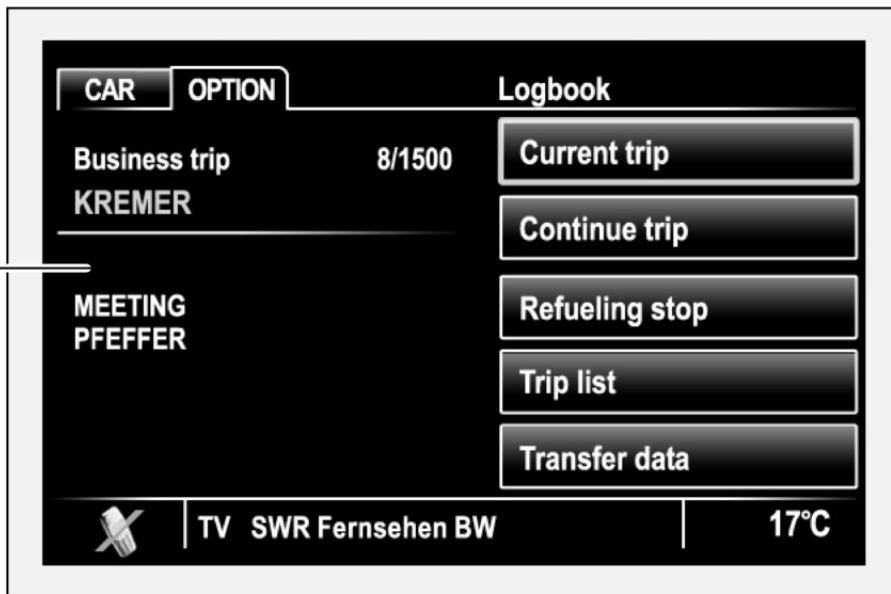 CAR OPTION Logbook
Business trip 8/1500
KREMER
MEETING
PFEFFER
Current trip
Continue trip
Refueling stop
Trip list
Transfer data
TV SWR Fernsehen BW 17°C